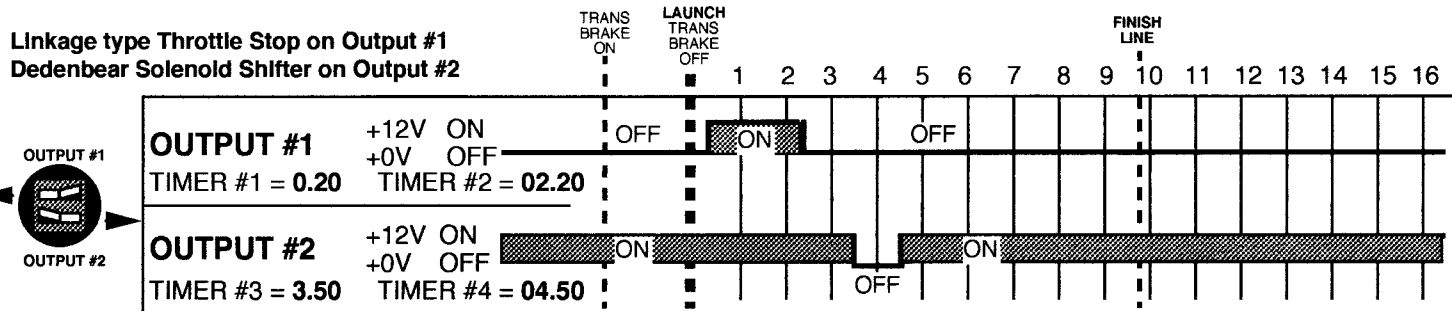 Linkage type Throttle Stop on Output #1
Dedenbear Solenoid Shifter on Output #2
TRANS
BRAKE
ON
LAUNCH
TRANS
BRAKE
OFF
FINISH
LINE
1 2 3 4 5 6 7 8 9 10 11 12 13 14 15 16
OUTPUT #1
OUTPUT #2
OUTPUT #1 +12V ON
+0V OFF
OFF ON OFF
TIMER #1 = 0.20 TIMER #2 = 02.20
OUTPUT #2 +12V ON
+0V OFF
ON OFF ON
TIMER #3 = 3.50 TIMER #4 = 04.50